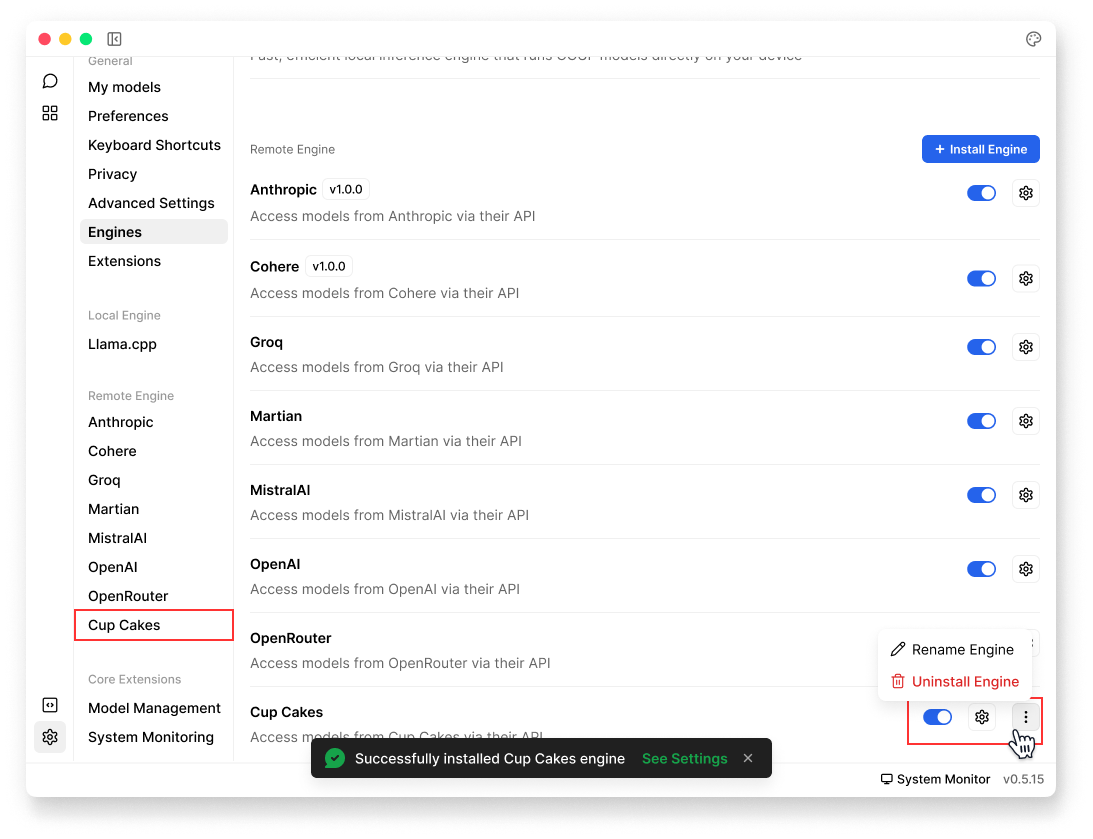 General
My models
Preferences
Keyboard Shortcuts
Privacy
Advanced Settings
Engines
Extensions
Local Engine
Llama.cpp
Remote Engine
Anthropic
Cohere
Groq
Martian
MistralAI
OpenAI
OpenRouter
Cup Cakes
Core Extensions
Model Management
System Monitoring
Fast, efficient local inference engine that runs GGUF models directly on your device
Remote Engine
+ Install Engine
Anthropic v1.0.0
Access models from Anthropic via their API
Cohere v1.0.0
Access models from Cohere via their API
Groq
Access models from Groq via their API
Martian
Access models from Martian via their API
MistralAI
Access models from MistralAI via their API
OpenAI
Access models from OpenAI via their API
OpenRouter
Access models from OpenRouter via their API
Rename Engine
Uninstall Engine
Cup Cakes
Access models from Cup Cakes via their API
Successfully installed Cup Cakes engine See Settings
System Monitor v0.5.15